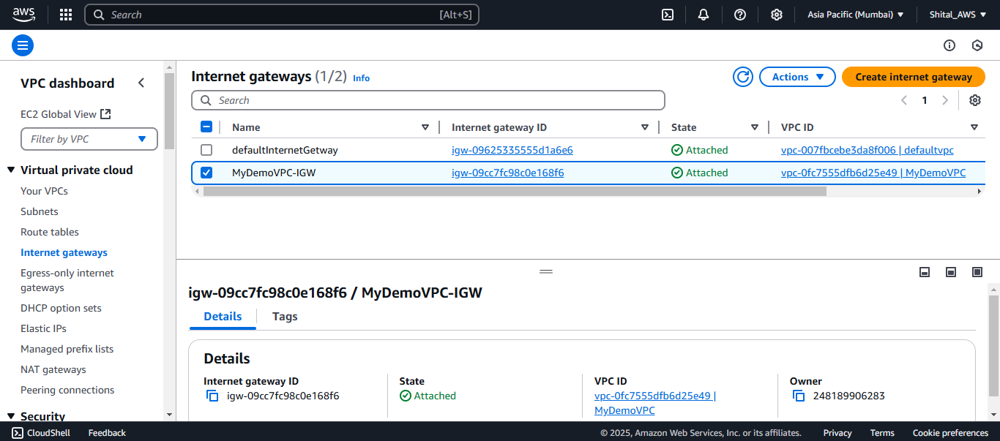 aws
Search [Alt+S] Asia Pacific (Mumbai) Shital_AWS
VPC dashboard
EC2 Global View
Filter by VPC
Virtual private cloud
Your VPCs
Subnets
Route tables
Internet gateways
Egress-only internet
gateways
DHCP option sets
Elastic IPs
Managed prefix lists
NAT gateways
Peering connections
Security
Internet gateways (1/2) Info
Actions Create internet gateway
Search
1
Name Internet gateway ID State VPC ID
defaultInternetGetway igw-09625335555d1a6e6 Attached vpc-007fbcebe3da8f006 | defaultvpc
MyDemoVPC-IGW igw-09cc7fc98c0e168f6 Attached vpc-0fc7555dfb6d25e49 | MyDemoVPC
igw-09cc7fc98c0e168f6 / MyDemoVPC-IGW
Details Tags
Details
Internet gateway ID
igw-09cc7fc98c0e168f6
State
Attached
VPC ID
vpc-0fc7555dfb6d25e49 |
MyDemoVPC
Owner
248189906283
CloudShell Feedback © 2025, Amazon Web Services, Inc. or its affiliates. Privacy Terms Cookie preferences